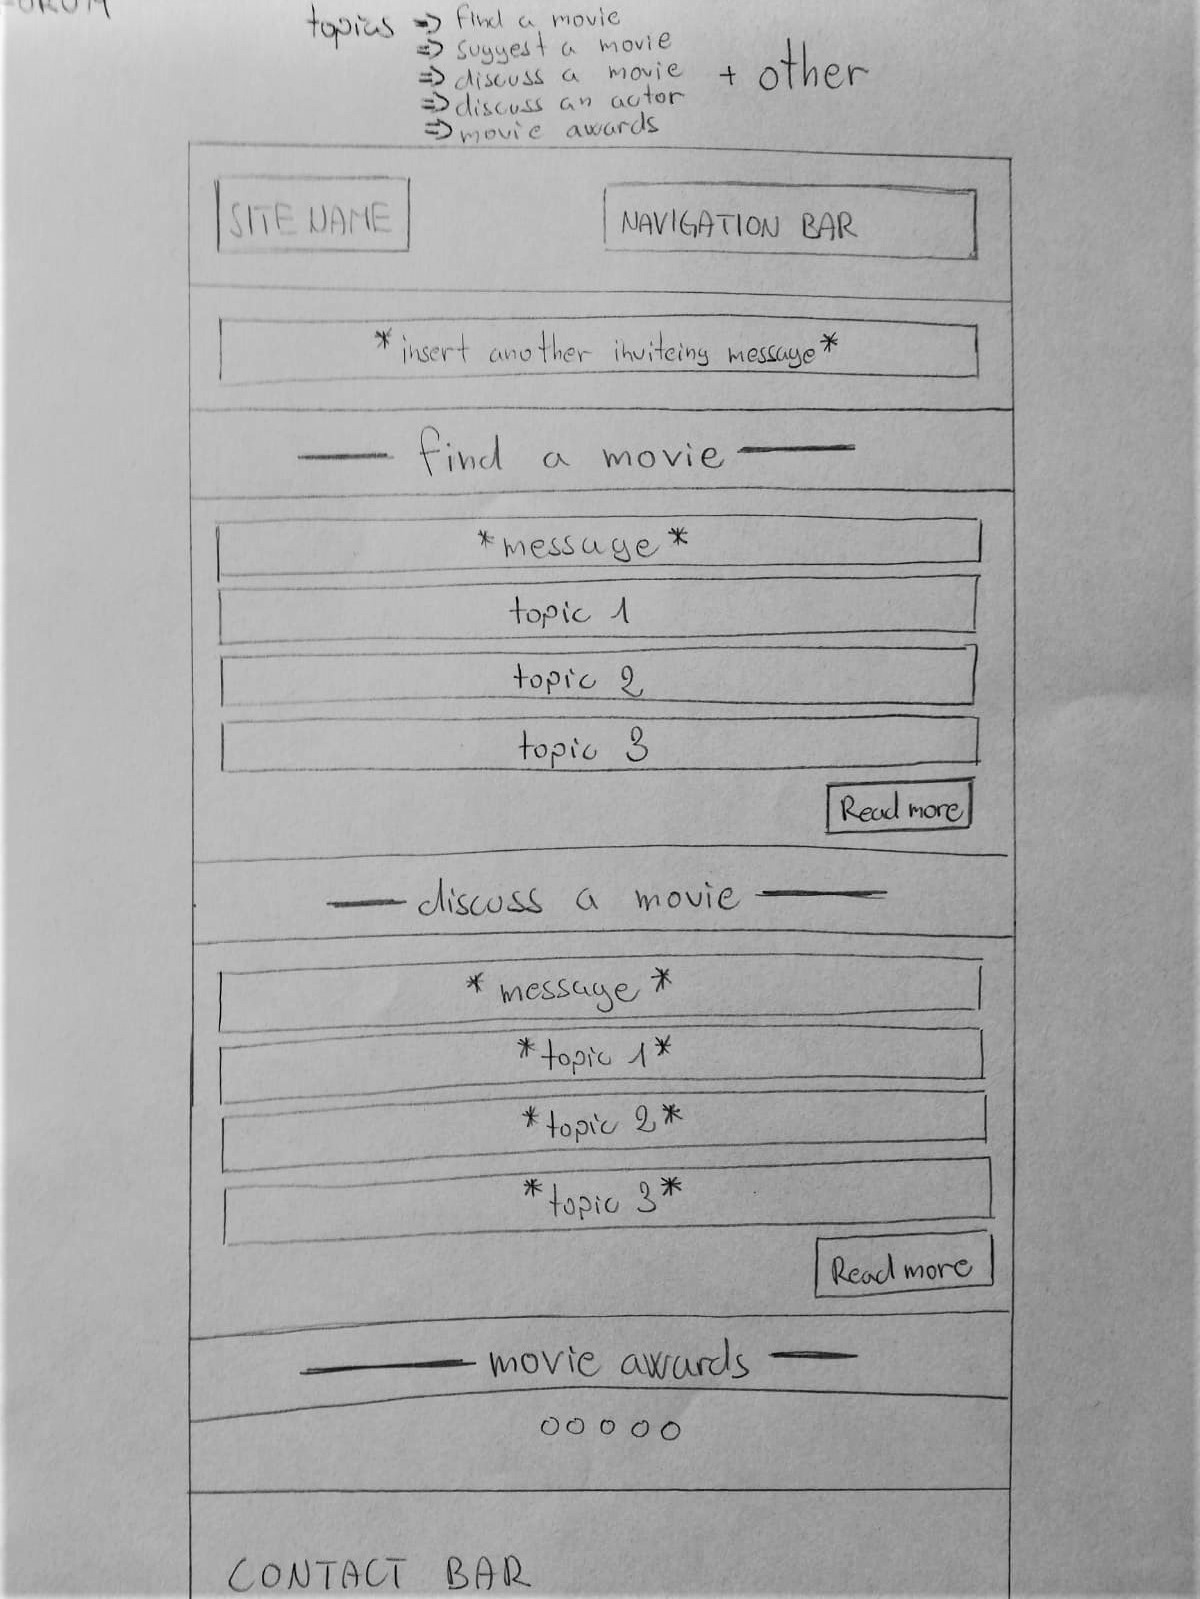 FORUM
topics => find a movie
=> suggest a movie
=> discuss a movie + other
=> discuss an actor
=> movie awards
SITE NAME
NAVIGATION BAR
*insert another inviteing message*
find a movie
*message*
topic 1
topic 2
topic 3
Read more
discuss a movie
*message*
*topic 1*
*topic 2*
*topic 3*
Read more
movie awards
ooooo
CONTACT BAR